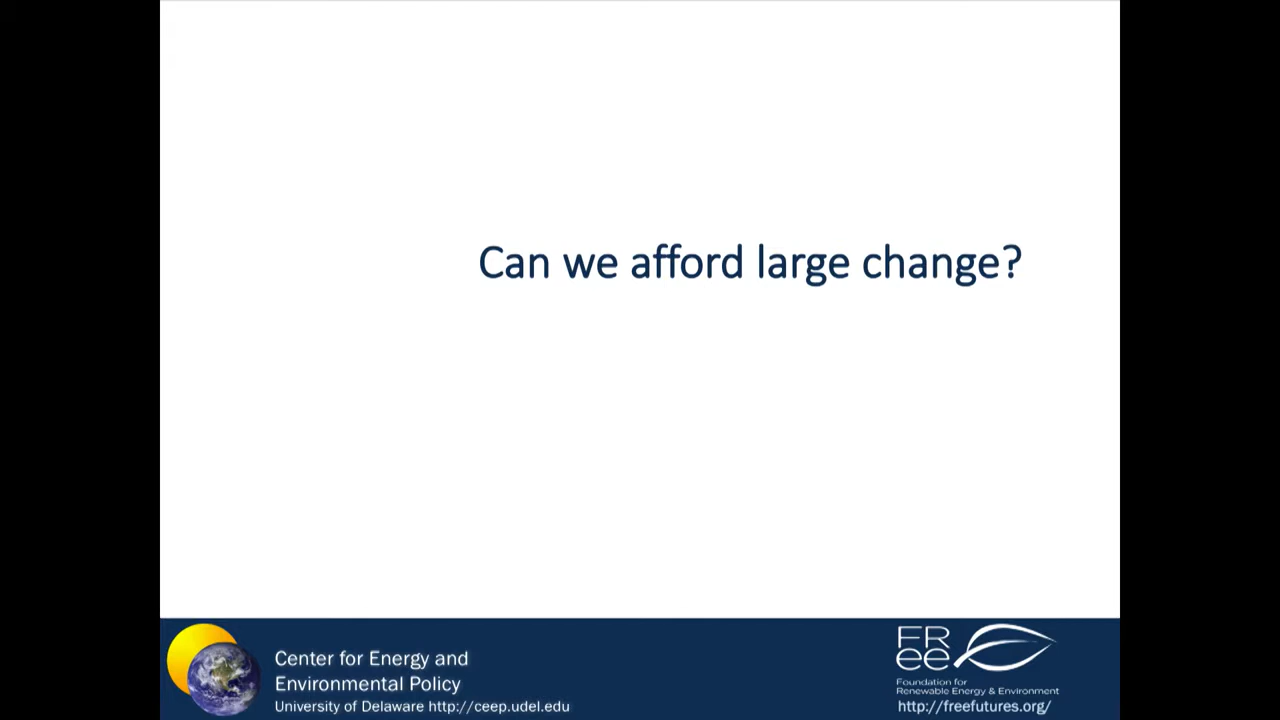 Can we afford large change?
Center for Energy and
Environmental Policy
University of Delaware http://ceep.udel.edu
FR
ee
Foundation for
Renewable Energy & Environment
http://freefutures.org/